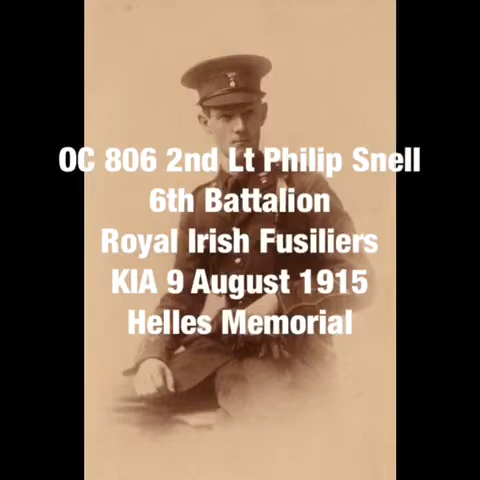 OC 806 2nd Lt Philip Snell
6th Battalion
Royal Irish Fusiliers
KIA 9 August 1915
Helles Memorial